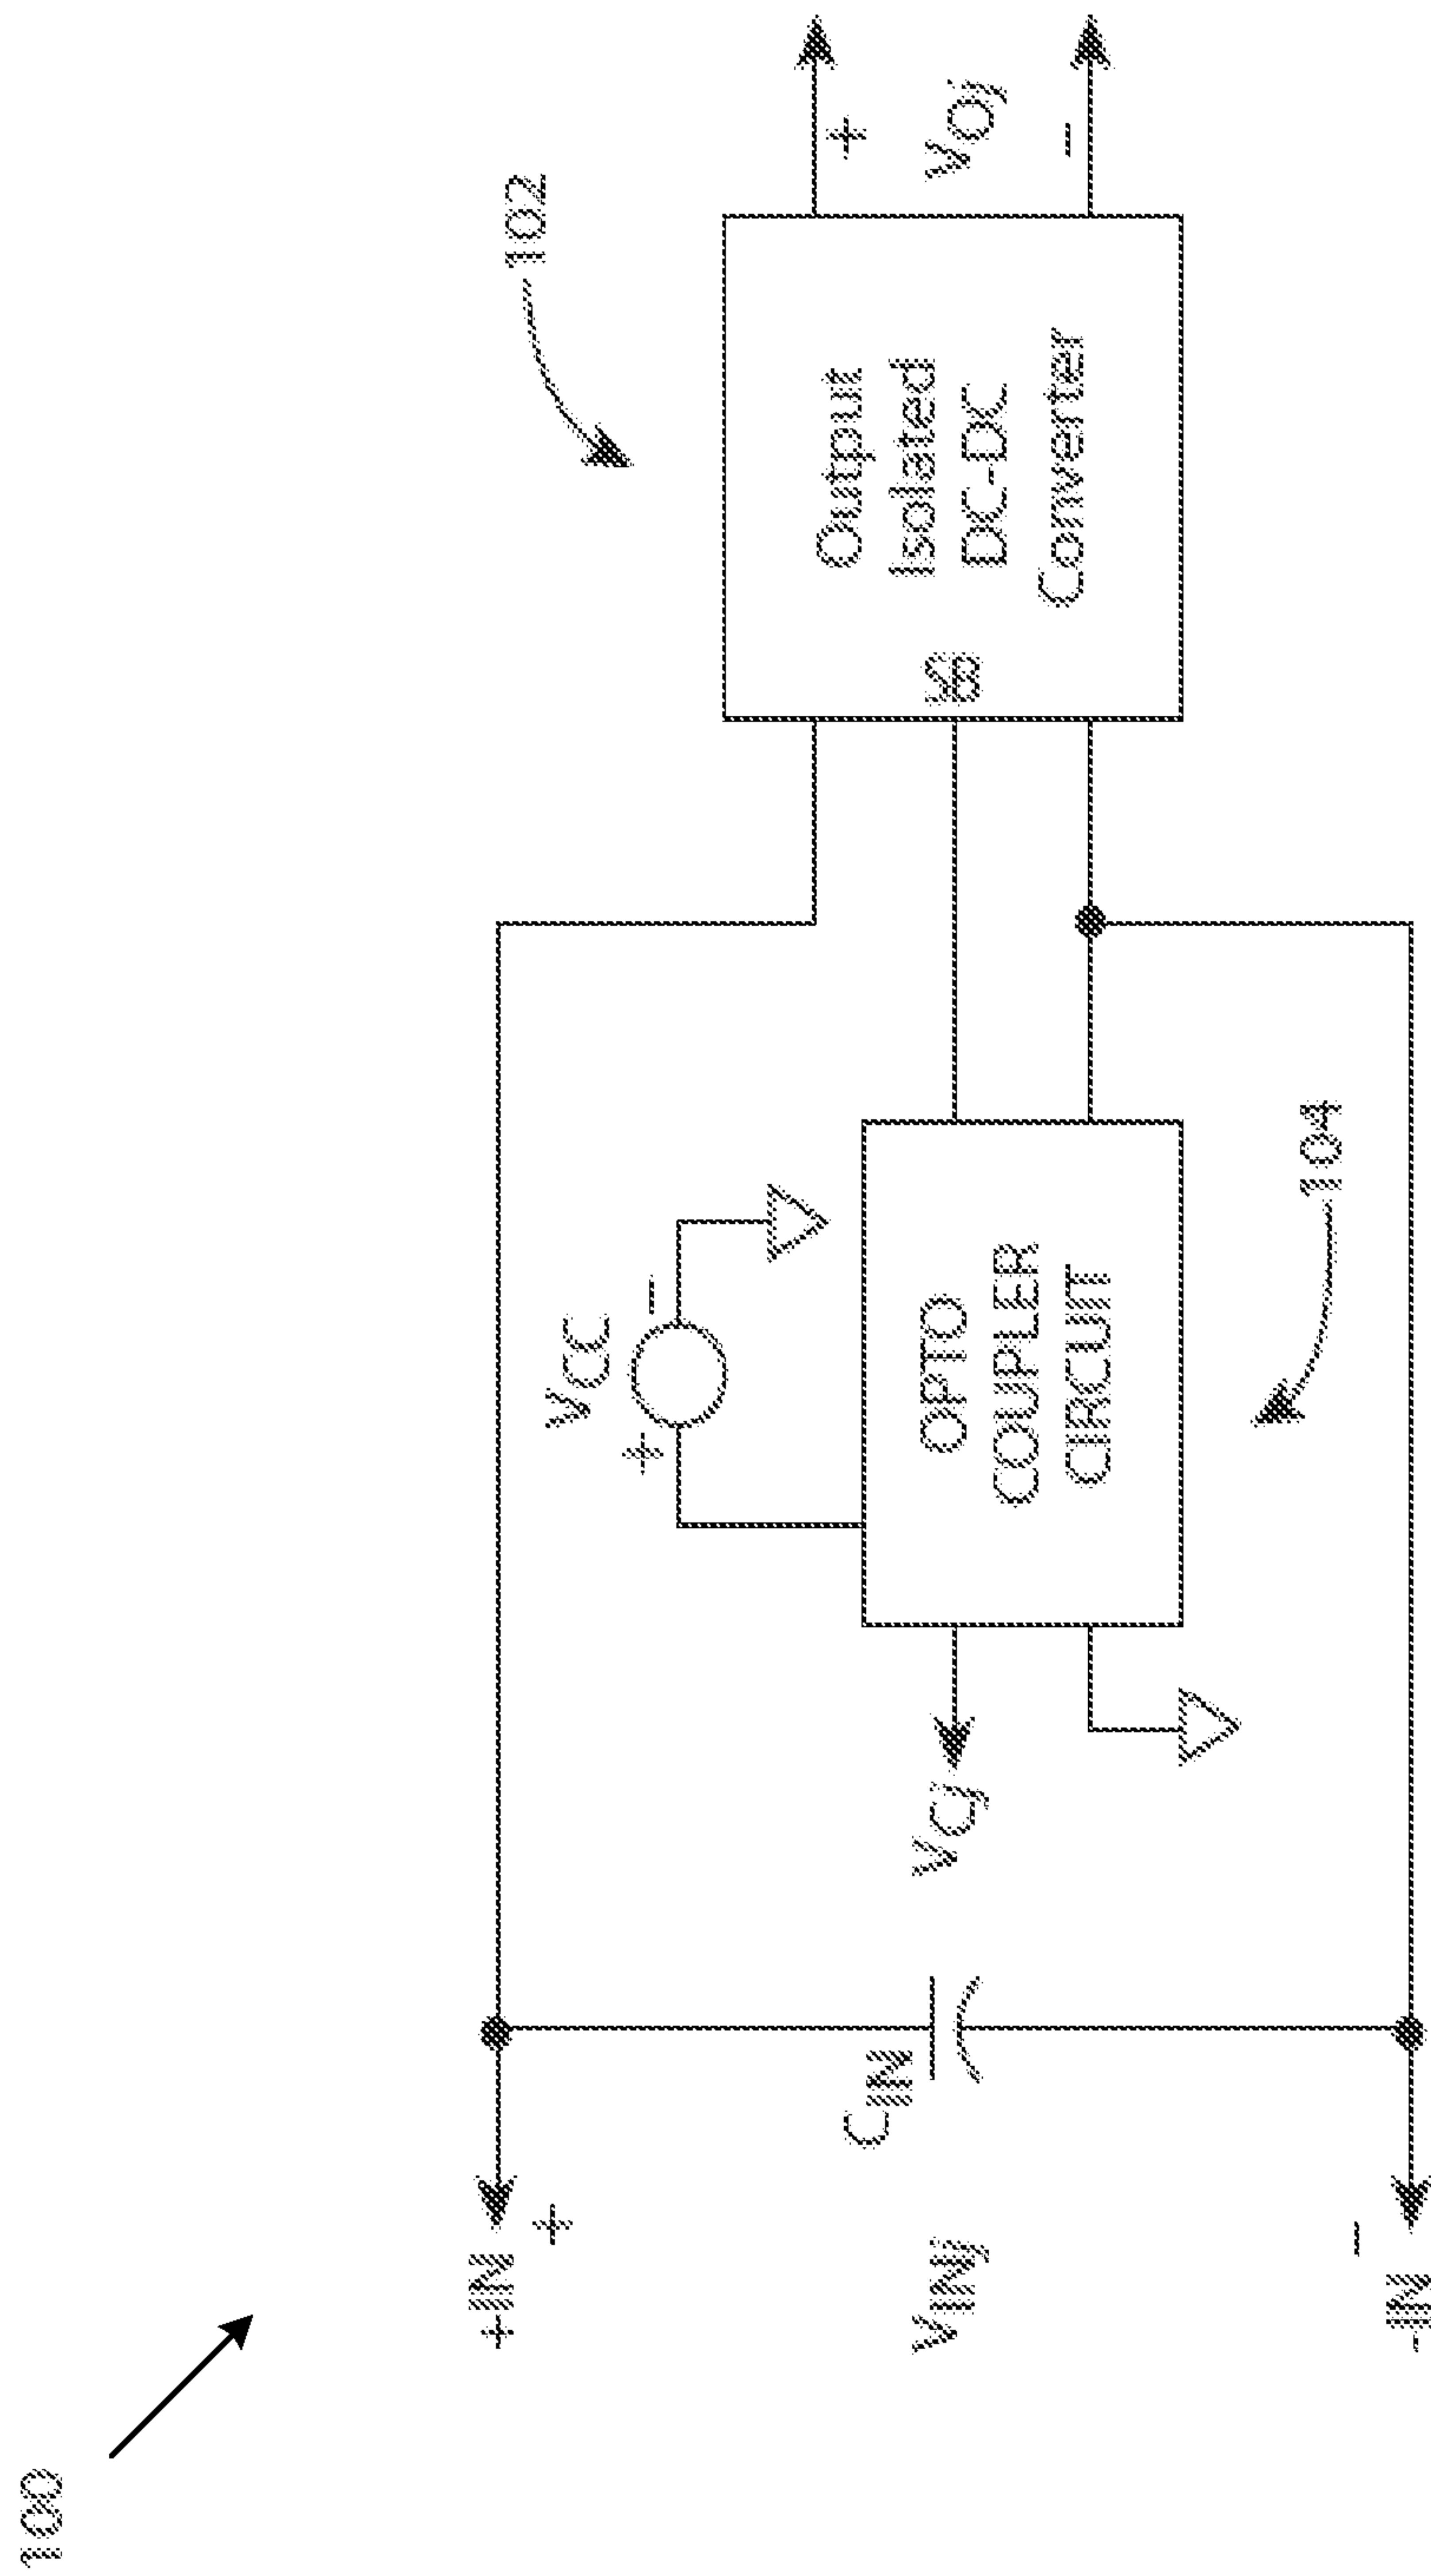 100
102
+IN
+
VINj
-
-IN
CIN
VCC
+ -
VCj
OPTO
COUPLER
CIRCUIT
104
SB
Output
Isolated
DC-DC
Converter
+
VOj
-